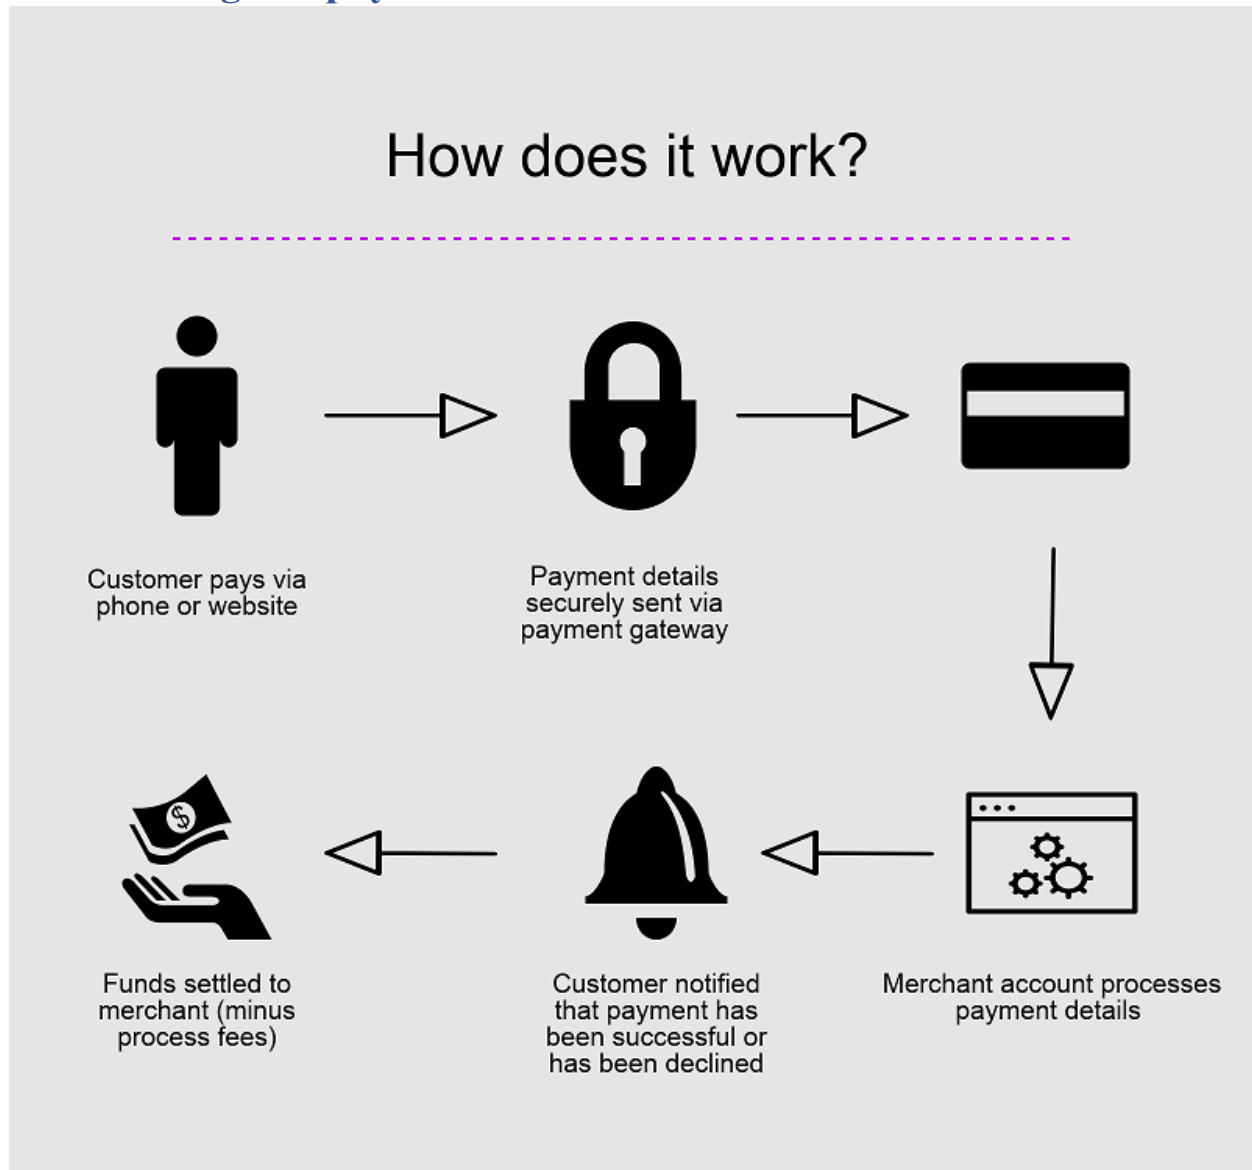 How does it work?
Customer pays via
phone or website
Payment details
securely sent via
payment gateway
Funds settled to
merchant (minus
process fees)
Customer notified
that payment has
been successful or
has been declined
Merchant account processes
payment details